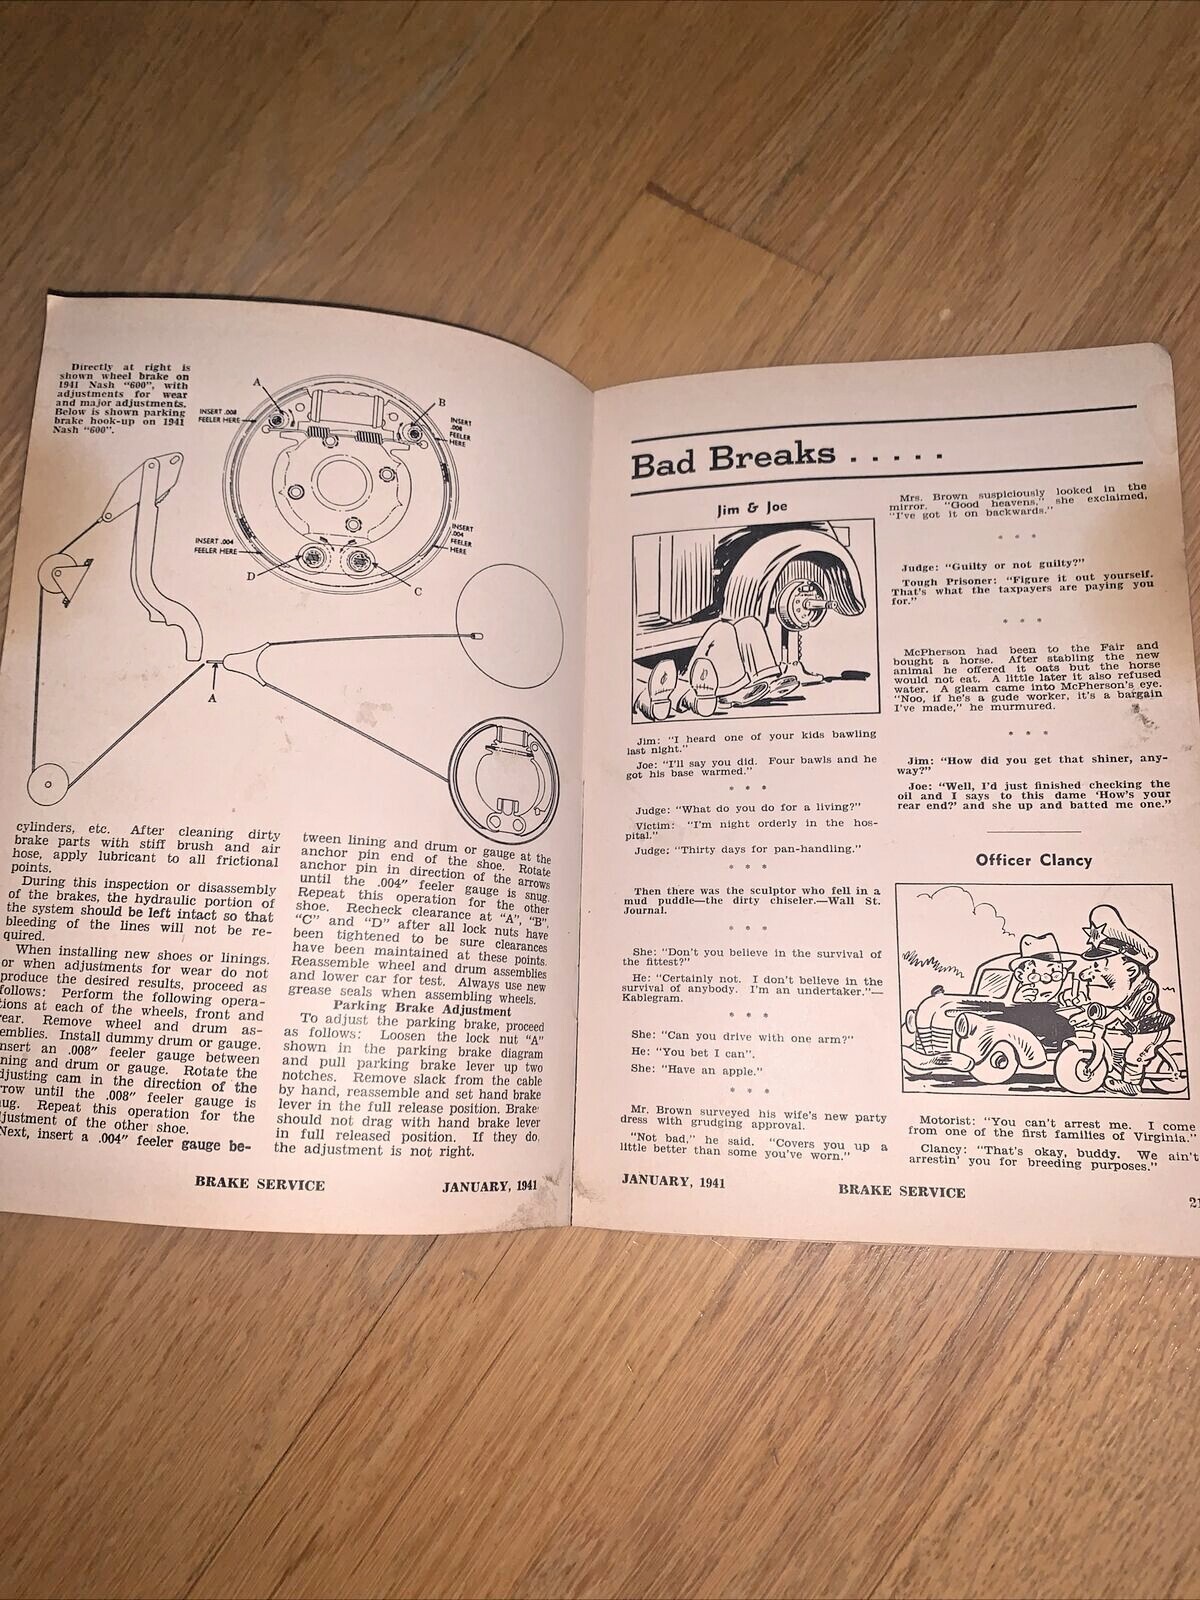 Directly at right is
shown wheel brake on
1941 Nash "600", with
adjustments for wear
and major adjustments.
Below is shown parking
brake hook-up on 1941
Nash "600".
A
B
INSERT .008
FEELER HERE
INSERT
.008
FEELER
HERE
INSERT .004
FEELER HERE
INSERT
.004
FEELER
HERE
D
C
A
cylinders, etc. After cleaning dirty
brake parts with stiff brush and air
hose, apply lubricant to all frictional
points.
During this inspection or disassembly
of the brakes, the hydraulic portion of
the system should be left intact so that
bleeding of the lines will not be re-
quired.
When installing new shoes or linings.
or when adjustments for wear do not
produce the desired results, proceed as
follows: Perform the following opera-
tions at each of the wheels, front and
rear. Remove wheel and drum as-
emblies. Install dummy drum or gauge.
nsert an .008" feeler gauge between
ning and drum or gauge. Rotate the
djusting cam in the direction of the
rrow until the .008" feeler gauge is
ug. Repeat this operation for the
justment of the other shoe.
Next, insert a .004" feeler gauge be-
tween lining and drum or gauge at the
anchor pin end of the shoe. Rotate
anchor pin in direction of the arrows
until the .004" feeler gauge is snug.
Repeat this operation for the other
shoe. Recheck clearance at "A", "B",
"C" and "D" after all lock nuts have
been tightened to be sure clearances
have been maintained at these points.
Reassemble wheel and drum assemblies
and lower car for test. Always use new
grease seals when assembling wheels.
Parking Brake Adjustment
To adjust the parking brake, proceed
as follows: Loosen the lock nut "A"
shown in the parking brake diagram
and pull parking brake lever up two
notches. Remove slack from the cable
by hand, reassemble and set hand brake
lever in the full release position. Brake
should not drag with hand brake lever
in full released position. If they do,
the adjustment is not right.
BRAKE SERVICE
JANUARY, 1941
Bad Breaks . . . . .
Jim & Joe
Jim: "I heard one of your kids bawling
last night."
Joe: "I'll say you did. Four bawls and he
got his base warmed."
* * *
Judge: "What do you do for a living?"
Victim: "I'm night orderly in the hos-
pital."
Judge: "Thirty days for pan-handling."
* * *
Then there was the sculptor who fell in a
mud puddle—the dirty chiseler.—Wall St.
Journal.
* * *
She: "Don't you believe in the survival of
the fittest?"
He: "Certainly not. I don't believe in the
survival of anybody. I'm an undertaker."—
Kablegram.
* * *
She: "Can you drive with one arm?"
He: "You bet I can".
She: "Have an apple."
* * *
Mr. Brown surveyed his wife's new party
dress with grudging approval.
"Not bad," he said. "Covers you up a
little better than some you've worn."
Mrs. Brown suspiciously looked in the
mirror. "Good heavens," she exclaimed,
"I've got it on backwards."
* * *
Judge: "Guilty or not guilty?"
Tough Prisoner: "Figure it out yourself.
That's what the taxpayers are paying you
for."
* * *
McPherson had been to the Fair and
bought a horse. After stabling the new
animal he offered it oats but the horse
would not eat. A little later it also refused
water. A gleam came into McPherson's eye.
"Noo, if he's a gude worker, it's a bargain
I've made," he murmured.
* * *
Jim: "How did you get that shiner, any-
way?"
Joe: "Well, I'd just finished checking the
oil and I says to this dame 'How's your
rear end?' and she up and batted me one."
Officer Clancy
Motorist: "You can't arrest me. I come
from one of the first families of Virginia."
Clancy: "That's okay, buddy. We ain't
arrestin' you for breeding purposes."
JANUARY, 1941
BRAKE SERVICE
21